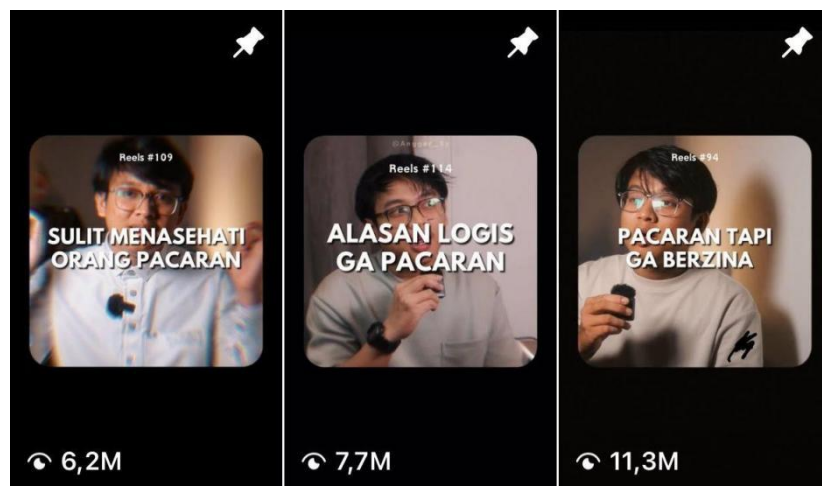 Reels #109
SULIT MENASEHATI
ORANG PACARAN
6,2M
Reels #114
ALASAN LOGIS
GA PACARAN
7,7M
Reels #94
PACARAN TAPI
GA BERZINA
11,3M